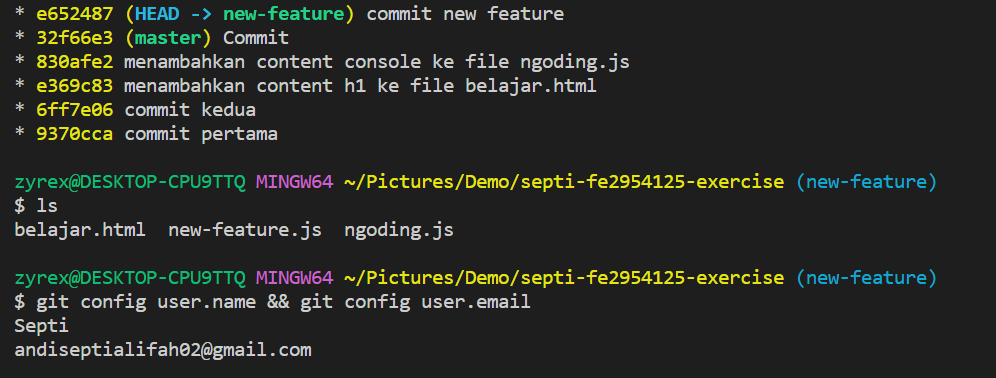 * e652487 (HEAD -> new-feature) commit new feature
* 32f66e3 (master) Commit
* 830afe2 menambahkan content console ke file ngoding.js
* e369c83 menambahkan content h1 ke file belajar.html
* 6ff7e06 commit kedua
* 9370cca commit pertama
zyrex@DESKTOP-CPU9TTQ MINGW64 ~/Pictures/Demo/septi-fe2954125-exercise (new-feature)
$ ls
belajar.html  new-feature.js  ngoding.js
zyrex@DESKTOP-CPU9TTQ MINGW64 ~/Pictures/Demo/septi-fe2954125-exercise (new-feature)
$ git config user.name && git config user.email
Septi
andiseptialifah02@gmail.com